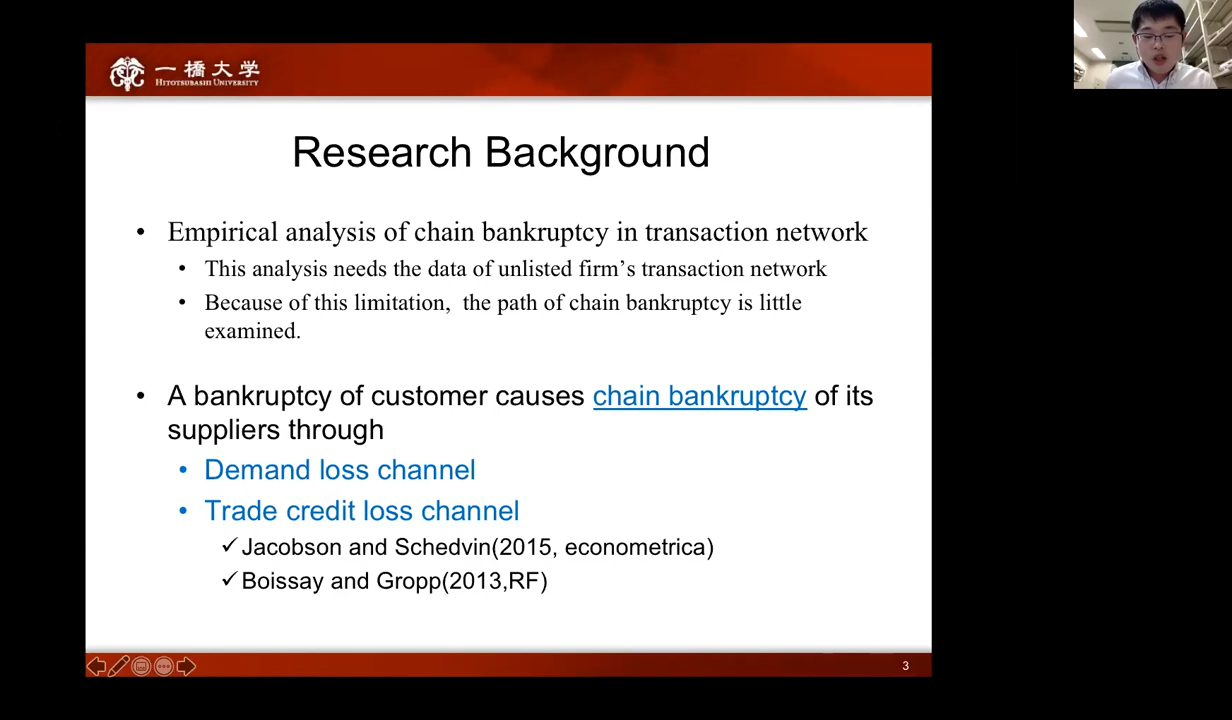 一橋大学
HITOTSUBASHI UNIVERSITY
Research Background
• Empirical analysis of chain bankruptcy in transaction network
• This analysis needs the data of unlisted firm's transaction network
• Because of this limitation, the path of chain bankruptcy is little
examined.
• A bankruptcy of customer causes chain bankruptcy of its
suppliers through
• Demand loss channel
• Trade credit loss channel
✓Jacobson and Schedvin(2015, econometrica)
✓Boissay and Gropp(2013,RF)
3